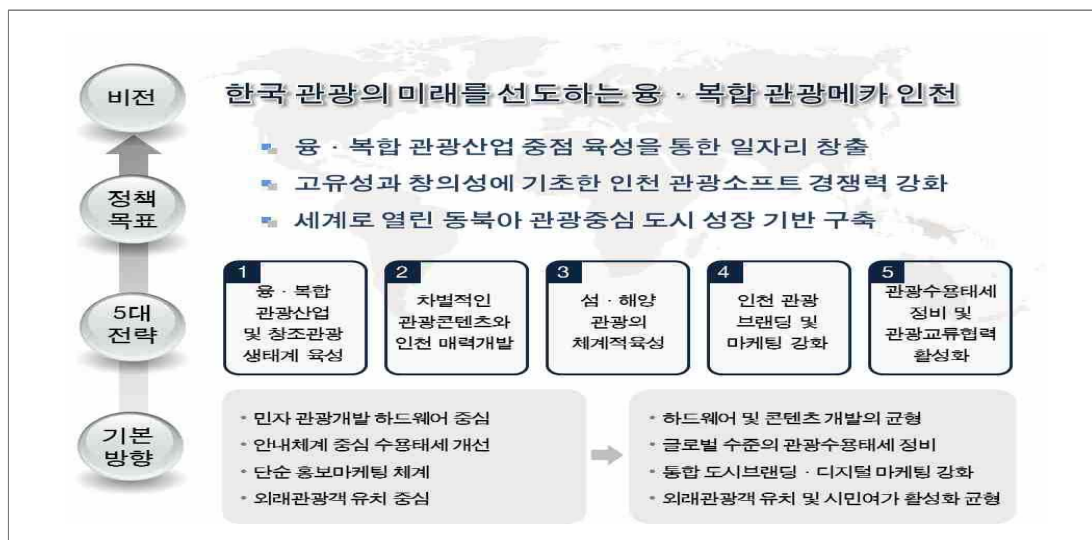 비전
한국 관광의 미래를 선도하는 융 · 복합 관광메카 인천
정책
목표
융 · 복합 관광산업 중점 육성을 통한 일자리 창출
고유성과 창의성에 기초한 인천 관광소프트 경쟁력 강화
세계로 열린 동북아 관광중심 도시 성장 기반 구축
5대
전략
1
융 · 복합
관광산업
및 창조관광
생태계 육성
2
차별적인
관광콘텐츠와
인천 매력개발
3
섬 · 해양
관광의
체계적육성
4
인천 관광
브랜딩 및
마케팅 강화
5
관광수용태세
정비 및
관광교류협력
활성화
기본
방향
• 민자 관광개발 하드웨어 중심
• 안내체계 중심 수용태세 개선
• 단순 홍보마케팅 체계
• 외래관광객 유치 중심
• 하드웨어 및 콘텐츠 개발의 균형
• 글로벌 수준의 관광수용태세 정비
• 통합 도시브랜딩 · 디지털 마케팅 강화
• 외래관광객 유치 및 시민여가 활성화 균형